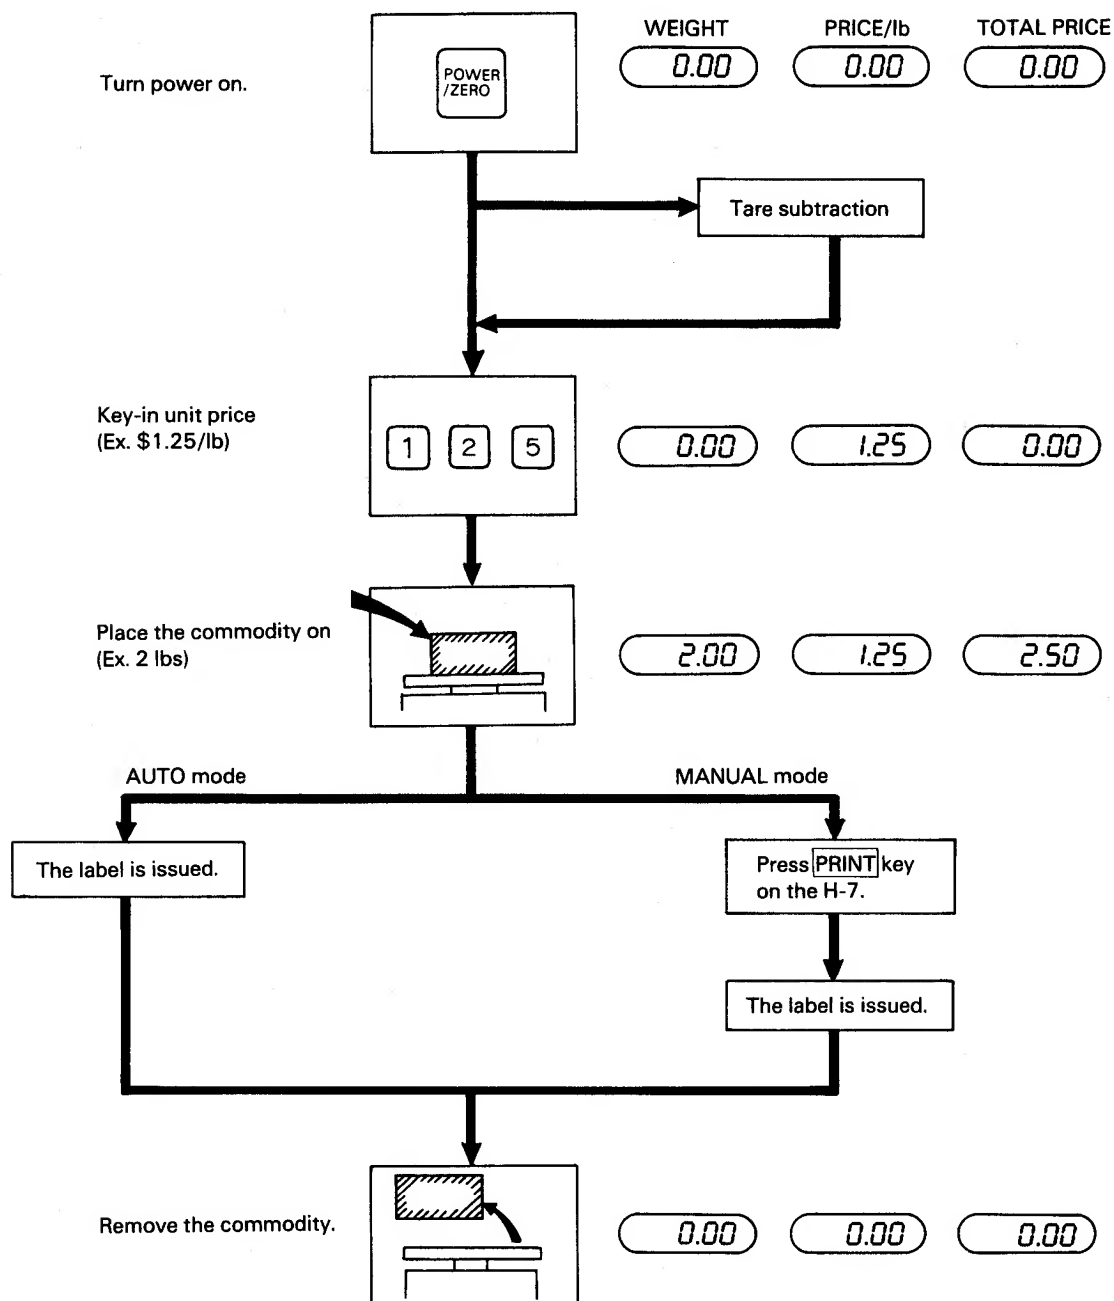 WEIGHT PRICE/lb TOTAL PRICE
Turn power on.
POWER
/ZERO
0.00 0.00 0.00
Tare subtraction
Key-in unit price
(Ex. $1.25/lb)
1 2 5
0.00 1.25 0.00
Place the commodity on
(Ex. 2 lbs)
2.00 1.25 2.50
AUTO mode
MANUAL mode
The label is issued.
Press PRINT key
on the H-7.
The label is issued.
Remove the commodity.
0.00 0.00 0.00